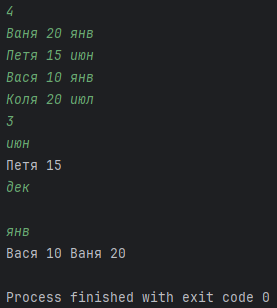 4
Ваня 20 янв
Петя 15 июн
Вася 10 янв
Коля 20 июл
3
июн
Петя 15
дек
янв
Вася 10 Ваня 20
Process finished with exit code 0